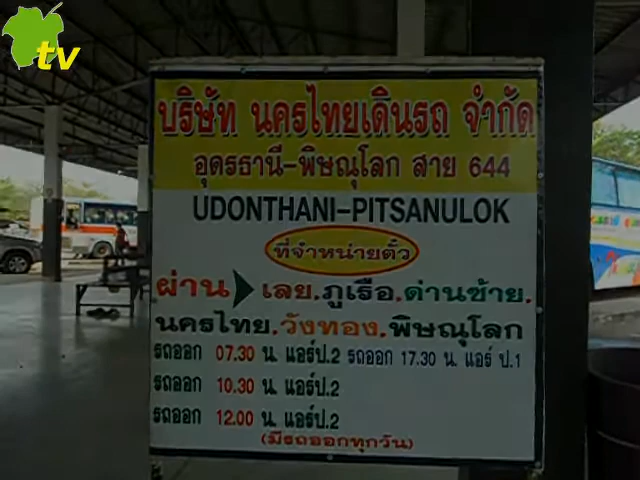 tv
บริษัท นครไทยเดินรถ จำกัด
อุดรธานี-พิษณุโลก สาย 644
UDONTHANI-PITSANULOK
ที่จำหน่ายตั๋ว
ผ่าน เลย.ภูเรือ.ด่านซ้าย.
นครไทย.วังทอง.พิษณุโลก
รถออก 07.30 น. แอร์ป.2 รถออก 17.30 น. แอร์ ป.1
รถออก 10.30 น. แอร์ป.2
รถออก 12.00 น. แอร์ป.2
(มีรถออกทุกวัน)